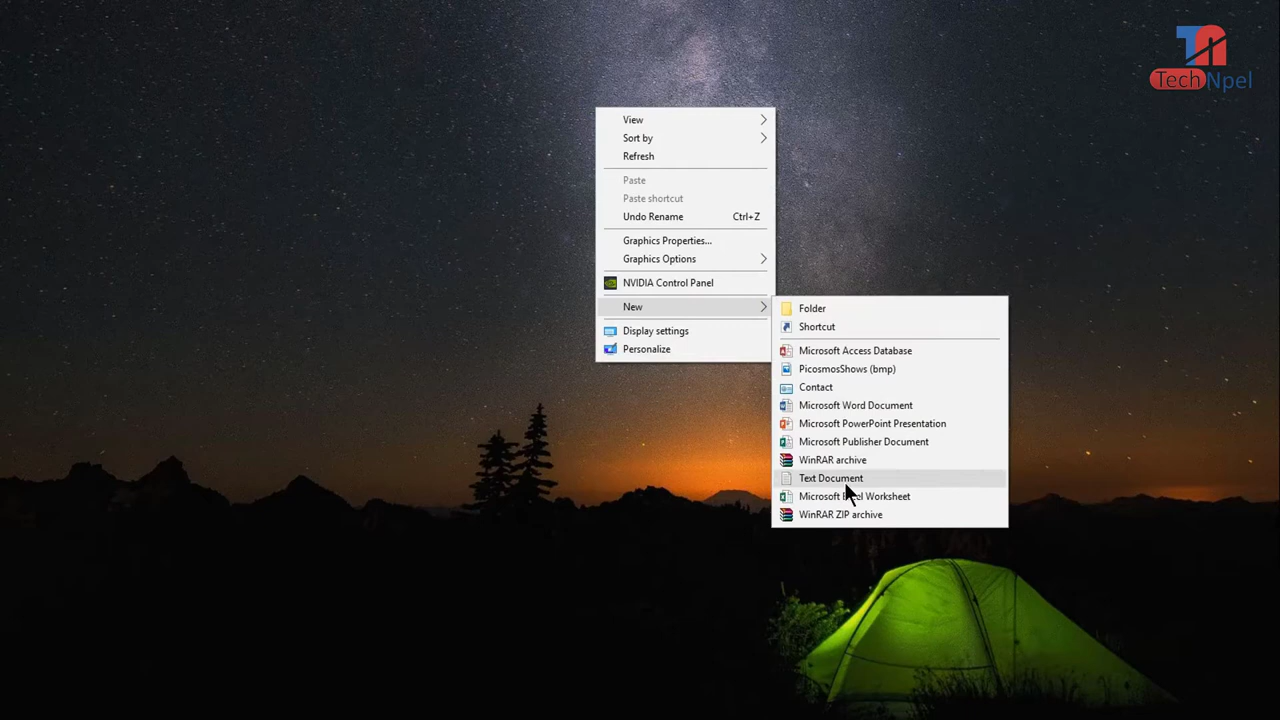 TechNpel
View
Sort by
Refresh
Paste
Paste shortcut
Undo Rename Ctrl+Z
Graphics Properties...
Graphics Options
NVIDIA Control Panel
New
Display settings
Personalize
Folder
Shortcut
Microsoft Access Database
PicosmosShows (bmp)
Contact
Microsoft Word Document
Microsoft PowerPoint Presentation
Microsoft Publisher Document
WinRAR archive
Text Document
Microsoft Excel Worksheet
WinRAR ZIP archive